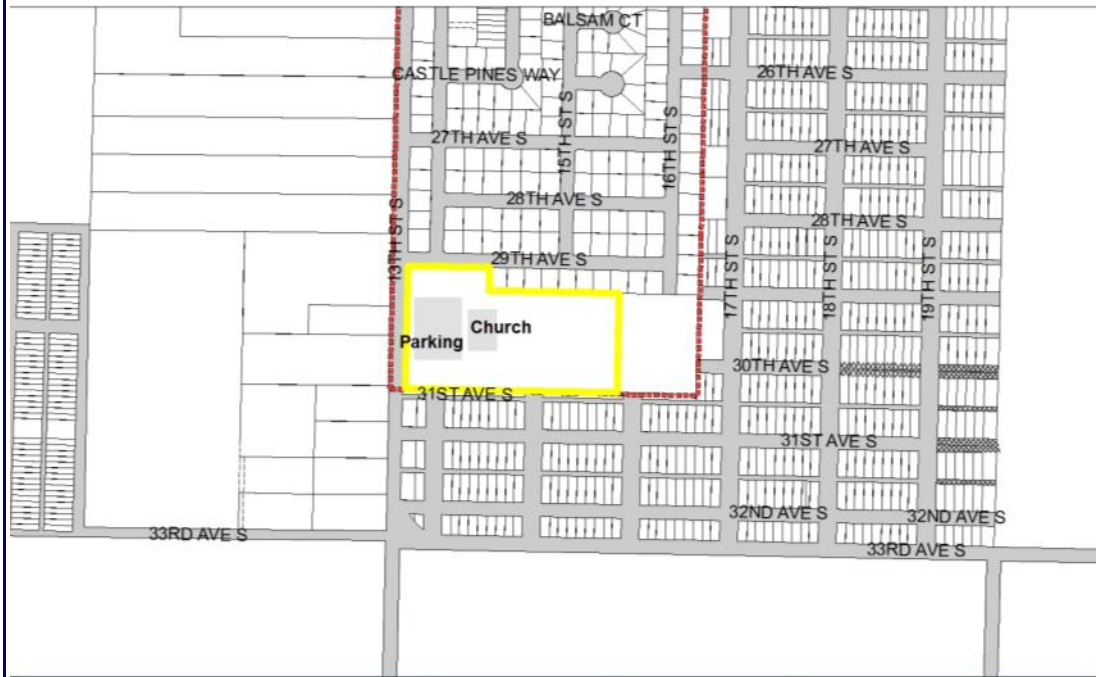 BALSAM CT
CASTLE PINES WAY
26TH AVE S
27TH AVE S
15TH ST S
16TH ST S
27TH AVE S
28TH AVE S
28TH AVE S
13TH ST S
29TH AVE S
17TH ST S
18TH ST S
19TH ST S
Church
Parking
30TH AVE S
31ST AVE S
31ST AVE S
32ND AVE S
32ND AVE S
33RD AVE S
33RD AVE S